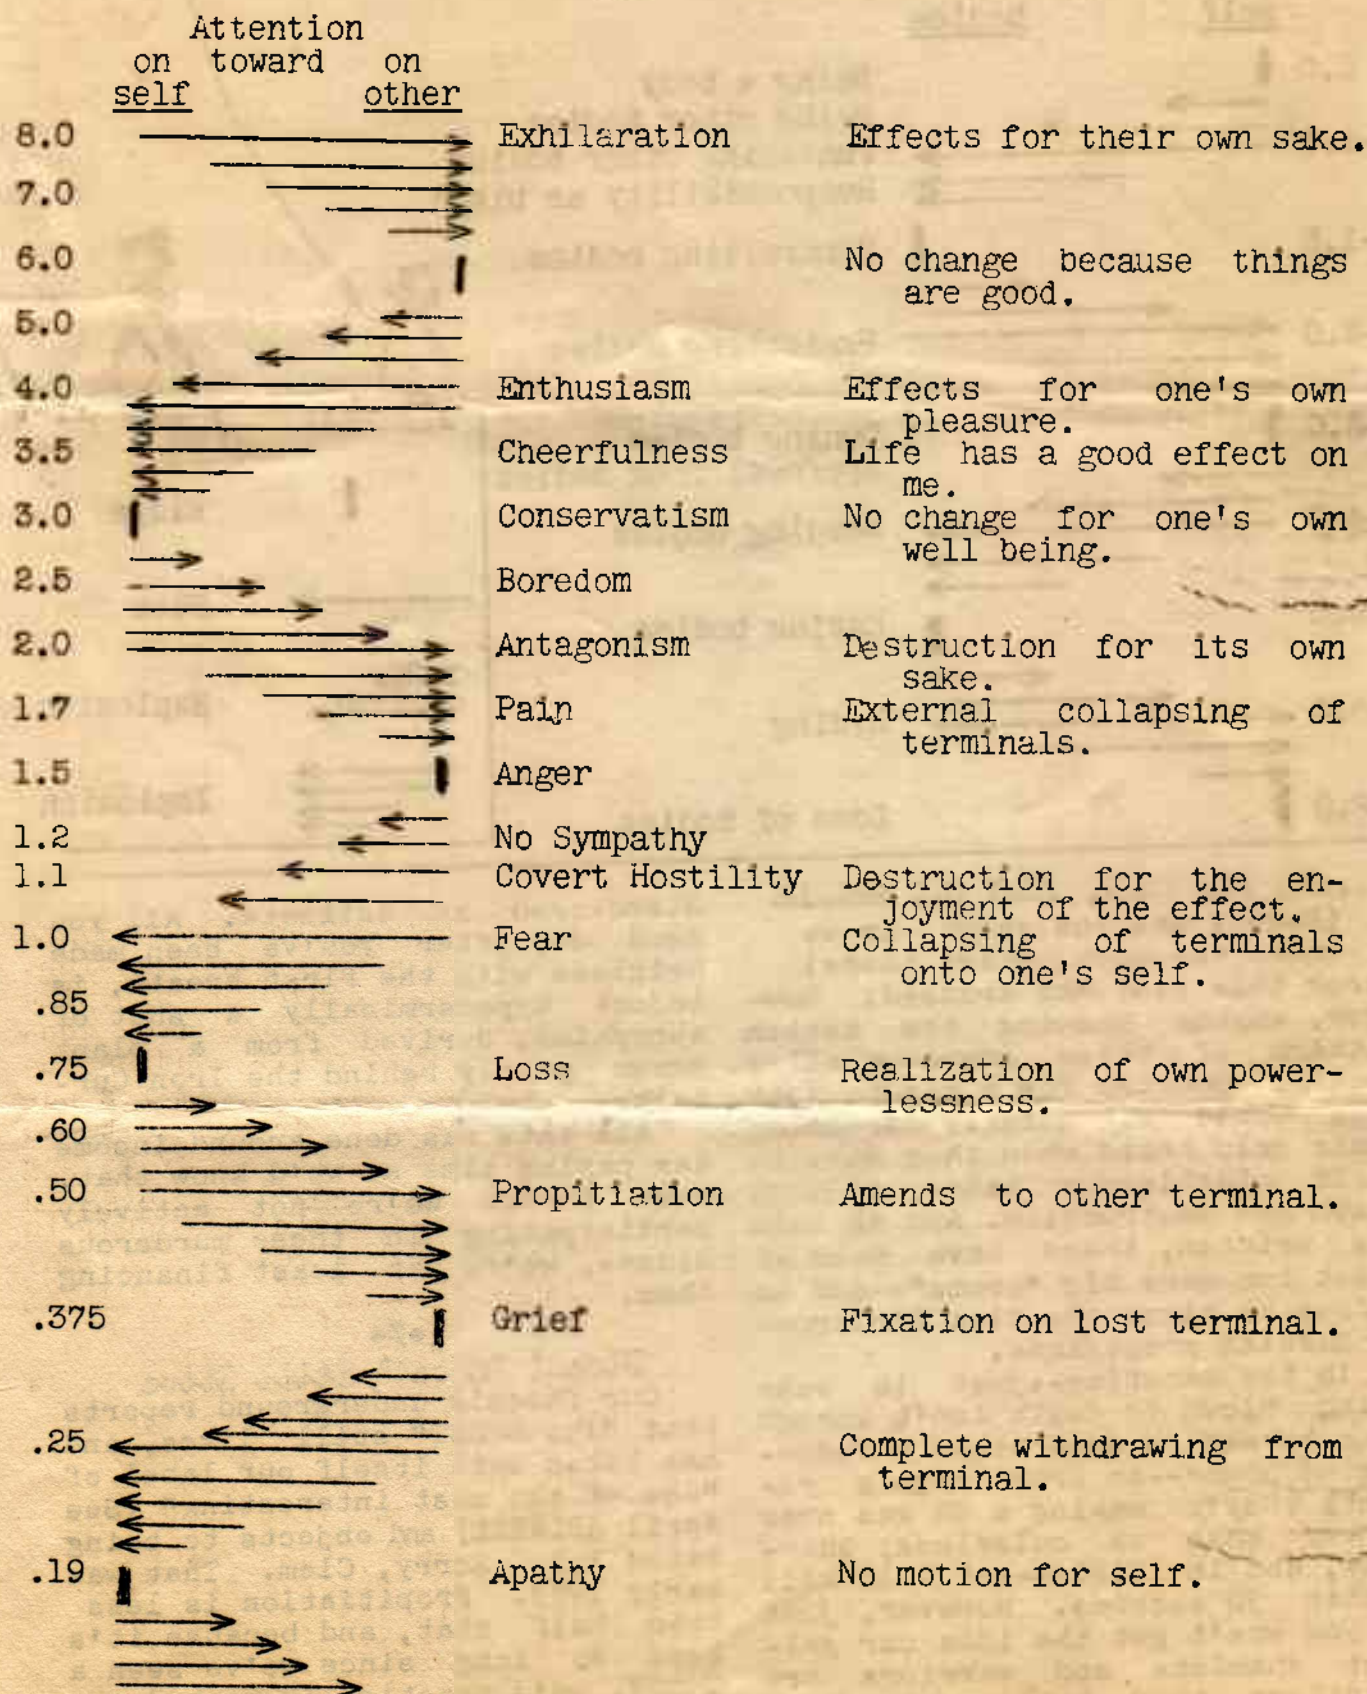 Attention
on toward on
self other
8.0 Exhilaration Effects for their own sake.
7.0
6.0 No change because things
are good.
5.0
4.0 Enthusiasm Effects for one's own
pleasure.
3.5 Cheerfulness Life has a good effect on
me.
3.0 Conservatism No change for one's own
well being.
2.5 Boredom
2.0 Antagonism Destruction for its own
sake.
1.7 Pain External collapsing of
terminals.
1.5 Anger
1.2 No Sympathy
1.1 Covert Hostility Destruction for the en-
joyment of the effect.
1.0 Fear Collapsing of terminals
onto one's self.
.85
.75 Loss Realization of own power-
lessness.
.60
.50 Propitiation Amends to other terminal.
.375 Grief Fixation on lost terminal.
.25 Complete withdrawing from
terminal.
.19 Apathy No motion for self.